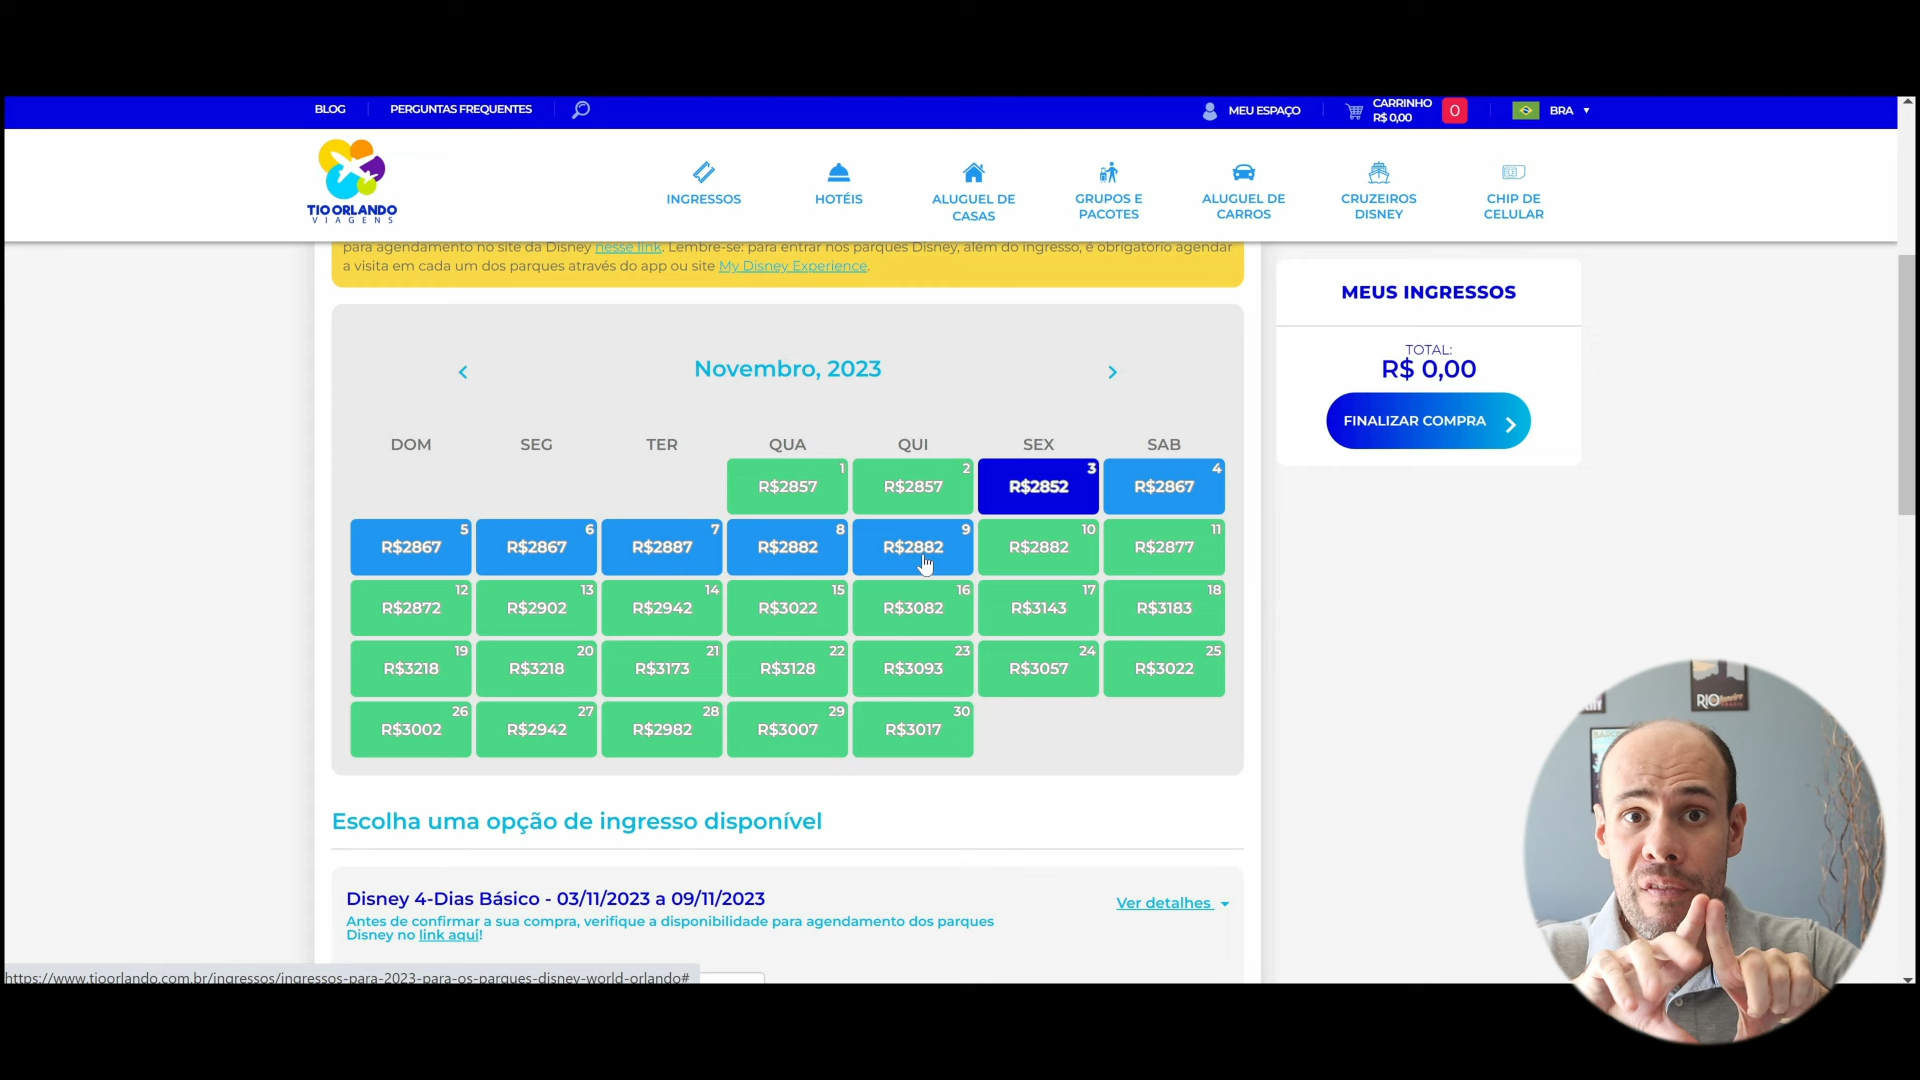 BLOG
PERGUNTAS FREQUENTES
MEU ESPAÇO
CARRINHO
R$ 0,00
0
BRA
TIO ORLANDO
VIAGENS
INGRESSOS
HOTÉIS
ALUGUEL DE
CASAS
GRUPOS E
PACOTES
ALUGUEL DE
CARROS
CRUZEIROS
DISNEY
CHIP DE
CELULAR
para agendamento no site da Disney nesse link. Lembre-se: para entrar nos parques Disney, além do ingresso, é obrigatório agendar
a visita em cada um dos parques através do app ou site My Disney Experience.
MEUS INGRESSOS
TOTAL:
R$ 0,00
FINALIZAR COMPRA
Novembro, 2023
DOM SEG TER QUA QUI SEX SAB
1 2 3 4
R$2857 R$2857 R$2852 R$2867
5 6 7 8 9 10 11
R$2867 R$2867 R$2887 R$2882 R$2882 R$2882 R$2877
12 13 14 15 16 17 18
R$2872 R$2902 R$2942 R$3022 R$3082 R$3143 R$3183
19 20 21 22 23 24 25
R$3218 R$3218 R$3173 R$3128 R$3093 R$3057 R$3022
26 27 28 29 30
R$3002 R$2942 R$2982 R$3007 R$3017
Escolha uma opção de ingresso disponível
Disney 4-Dias Básico - 03/11/2023 a 09/11/2023
Ver detalhes
Antes de confirmar a sua compra, verifique a disponibilidade para agendamento dos parques
Disney no link aqui!
https://www.tioorlando.com.br/ingressos/ingressos-para-2023-para-os-parques-disney-world-orlando#
RIO